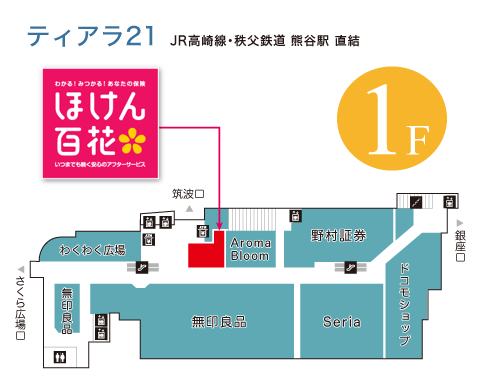 ティアラ21 JR高崎線・秩父鉄道 熊谷駅 直結
わかる!みつかる!あなたの保険
ほけん
百花
いつまでも働く安心のアフターサービス
1F
筑波口
わくわく広場
Aroma
Bloom
野村証券
銀座口
さくら広場口
無印良品
無印良品
Seria
ドコモショップ